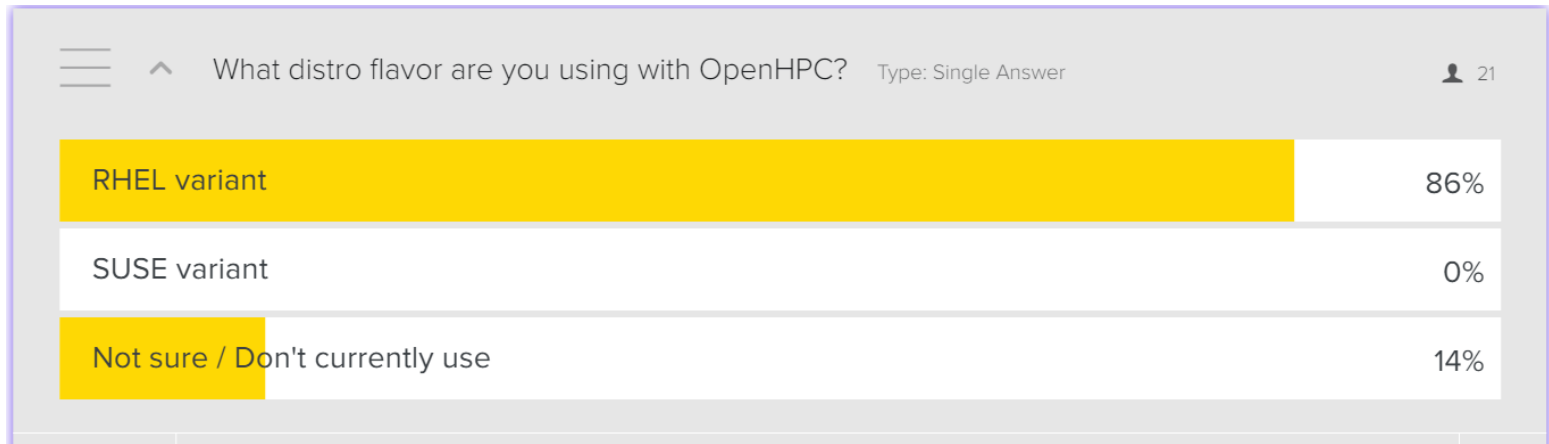 What distro flavor are you using with OpenHPC? Type: Single Answer 21
RHEL variant 86%
SUSE variant 0%
Not sure / Don't currently use 14%